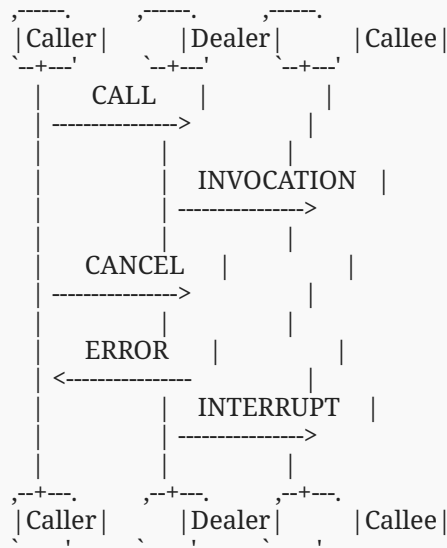 ,------.          ,------.          ,------.
|Caller|          |Dealer|          |Callee|
`--+---'          `--+---'          `--+---'
   |       CALL      |                 |
   | ---------------->                 |
   |                 |                 |
   |                 |    INVOCATION   |
   |                 | ---------------->
   |                 |                 |
   |      CANCEL     |                 |
   | ---------------->                 |
   |                 |                 |
   |      ERROR      |                 |
   | <----------------                 |
   |                 |    INTERRUPT    |
   |                 | ---------------->
   |                 |                 |
,--+---.          ,--+---.          ,--+---.
|Caller|          |Dealer|          |Callee|
`------'          `------'          `------'